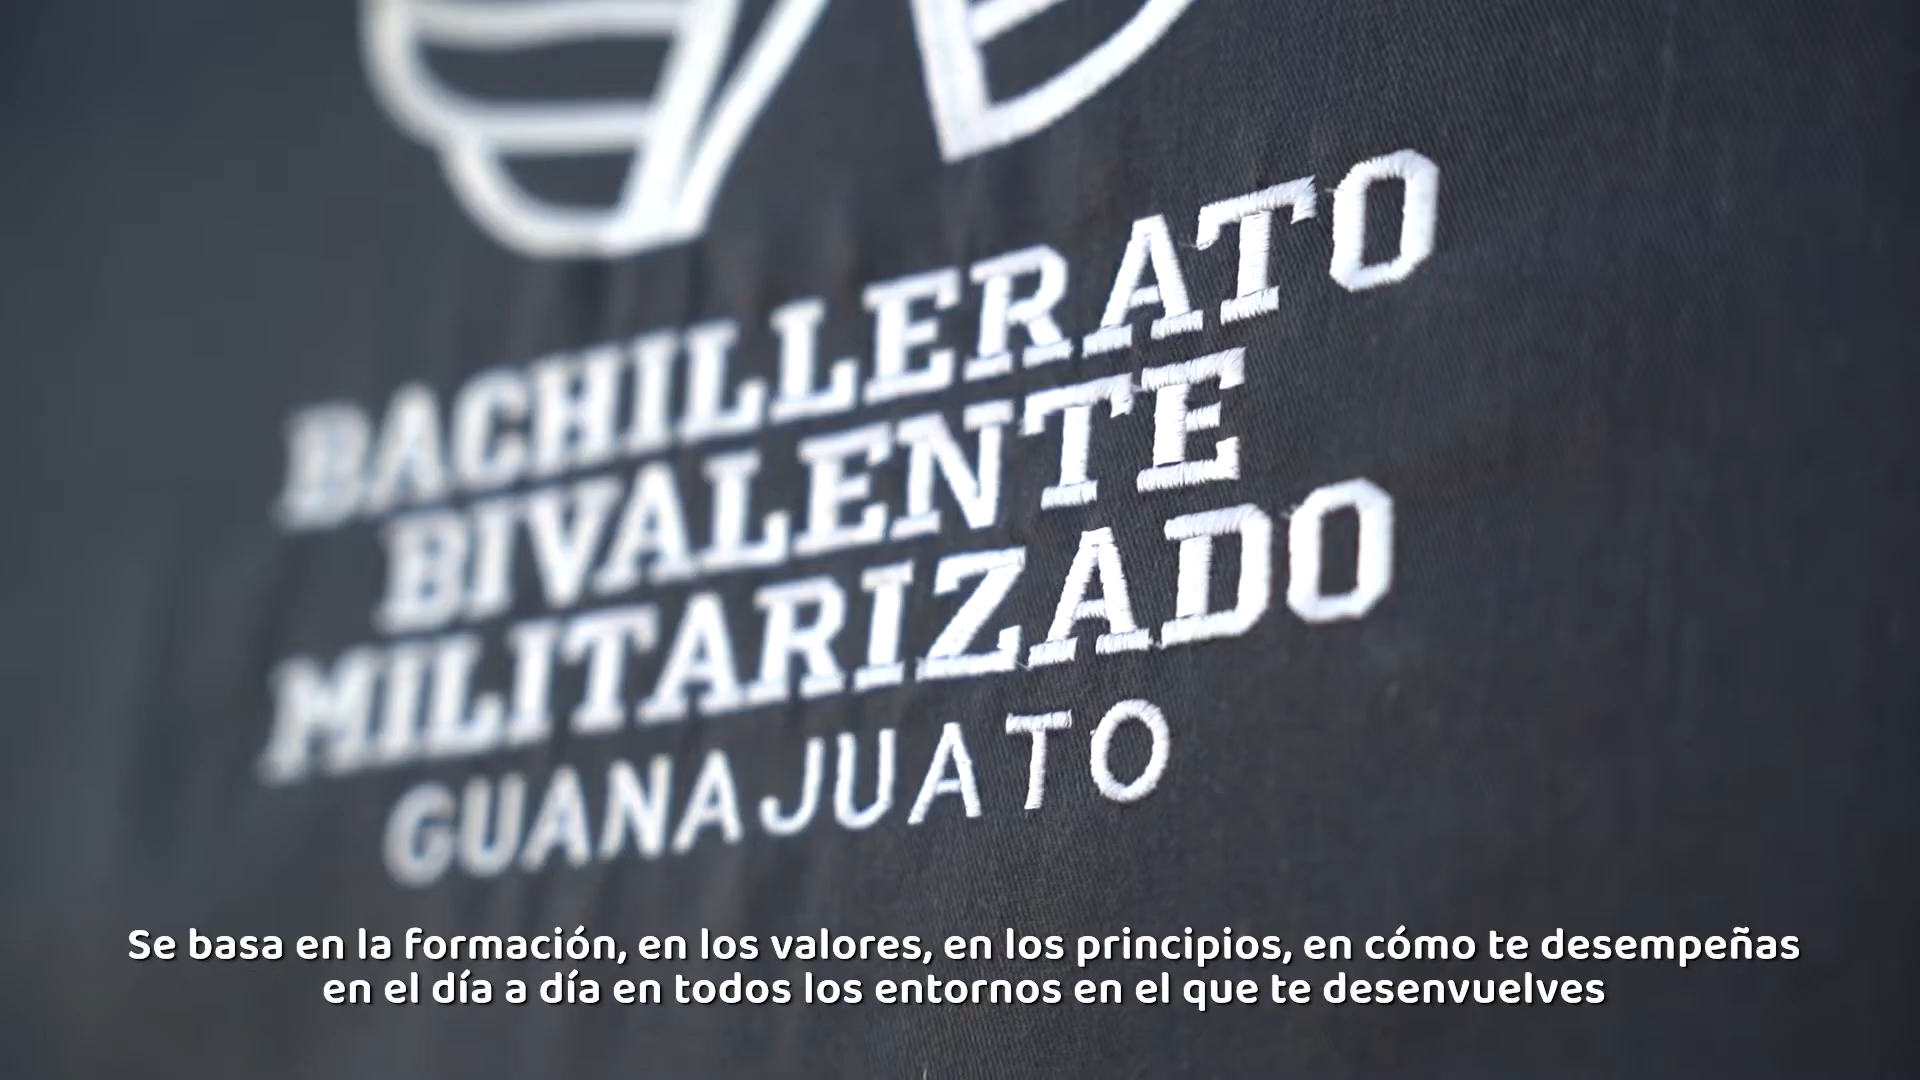 BACHILLERATO
BIVALENTE
MILITARIZADO
GUANAJUATO
Se basa en la formación, en los valores, en los principios, en cómo te desempeñas
en el día a día en todos los entornos en el que te desenvuelves